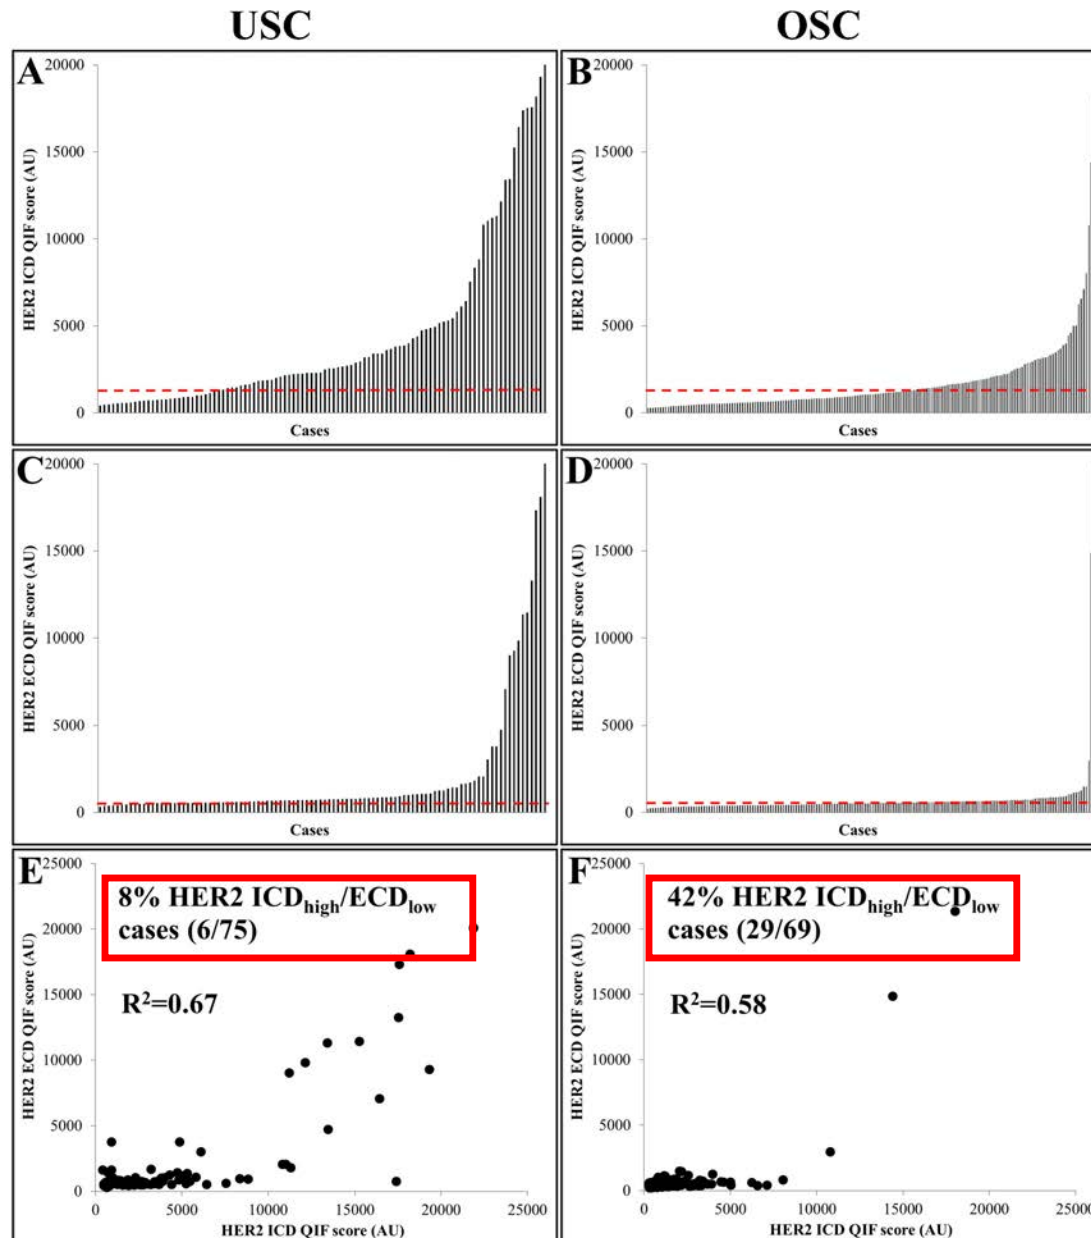 USC
OSC
A
20000
15000
10000
5000
0
HER2 ICD QIF score (AU)
Cases
B
20000
15000
10000
5000
0
HER2 ICD QIF score (AU)
Cases
C
20000
15000
10000
5000
0
HER2 ECD QIF score (AU)
Cases
D
20000
15000
10000
5000
0
HER2 ECD QIF score (AU)
Cases
E
25000
20000
15000
10000
5000
0
HER2 ECD QIF score (AU)
8% HER2 ICDhigh/ECDlow
cases (6/75)
R²=0.67
0 5000 10000 15000 20000 25000
HER2 ICD QIF score (AU)
F
25000
20000
15000
10000
5000
0
HER2 ECD QIF score (AU)
42% HER2 ICDhigh/ECDlow
cases (29/69)
R²=0.58
0 5000 10000 15000 20000 25000
HER2 ICD QIF score (AU)